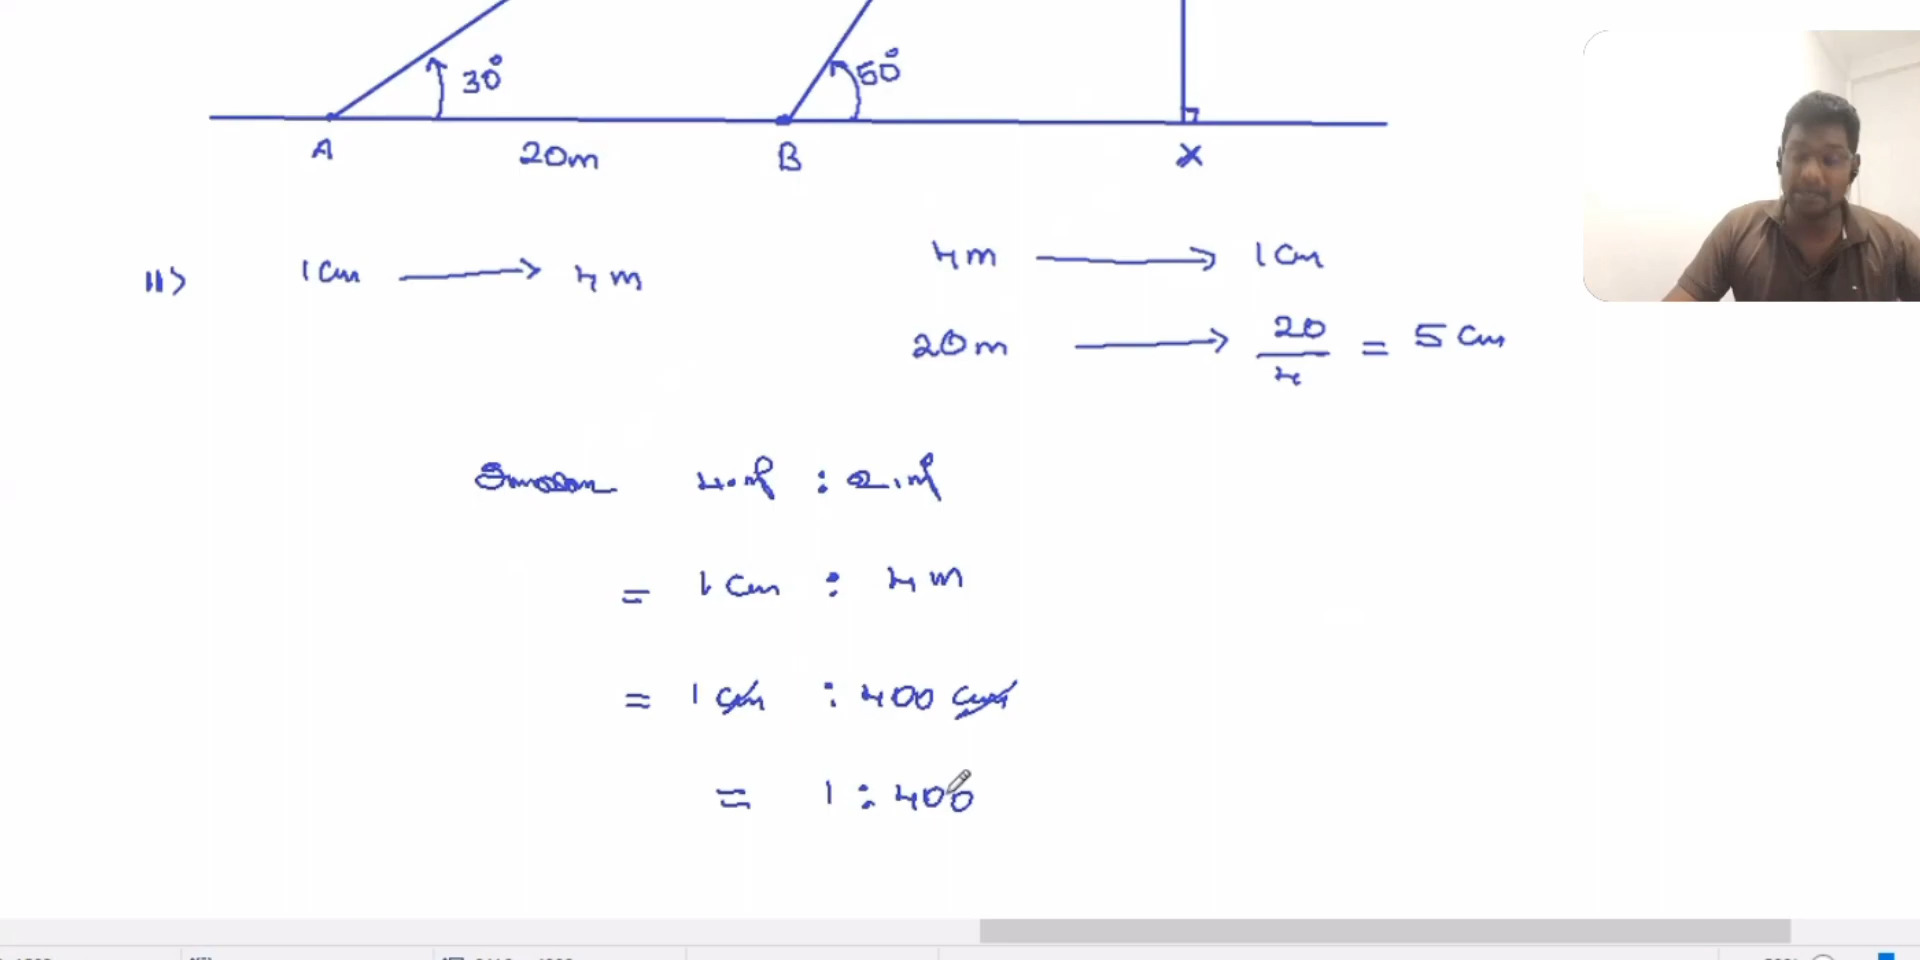 30°
50°
A 20m B X
II> 1 cm → 4 m
4m → 1 cm
20m → 20/4 = 5 cm
= 1 cm : 4 m
= 1 cm : 400 cm
= 1 : 400